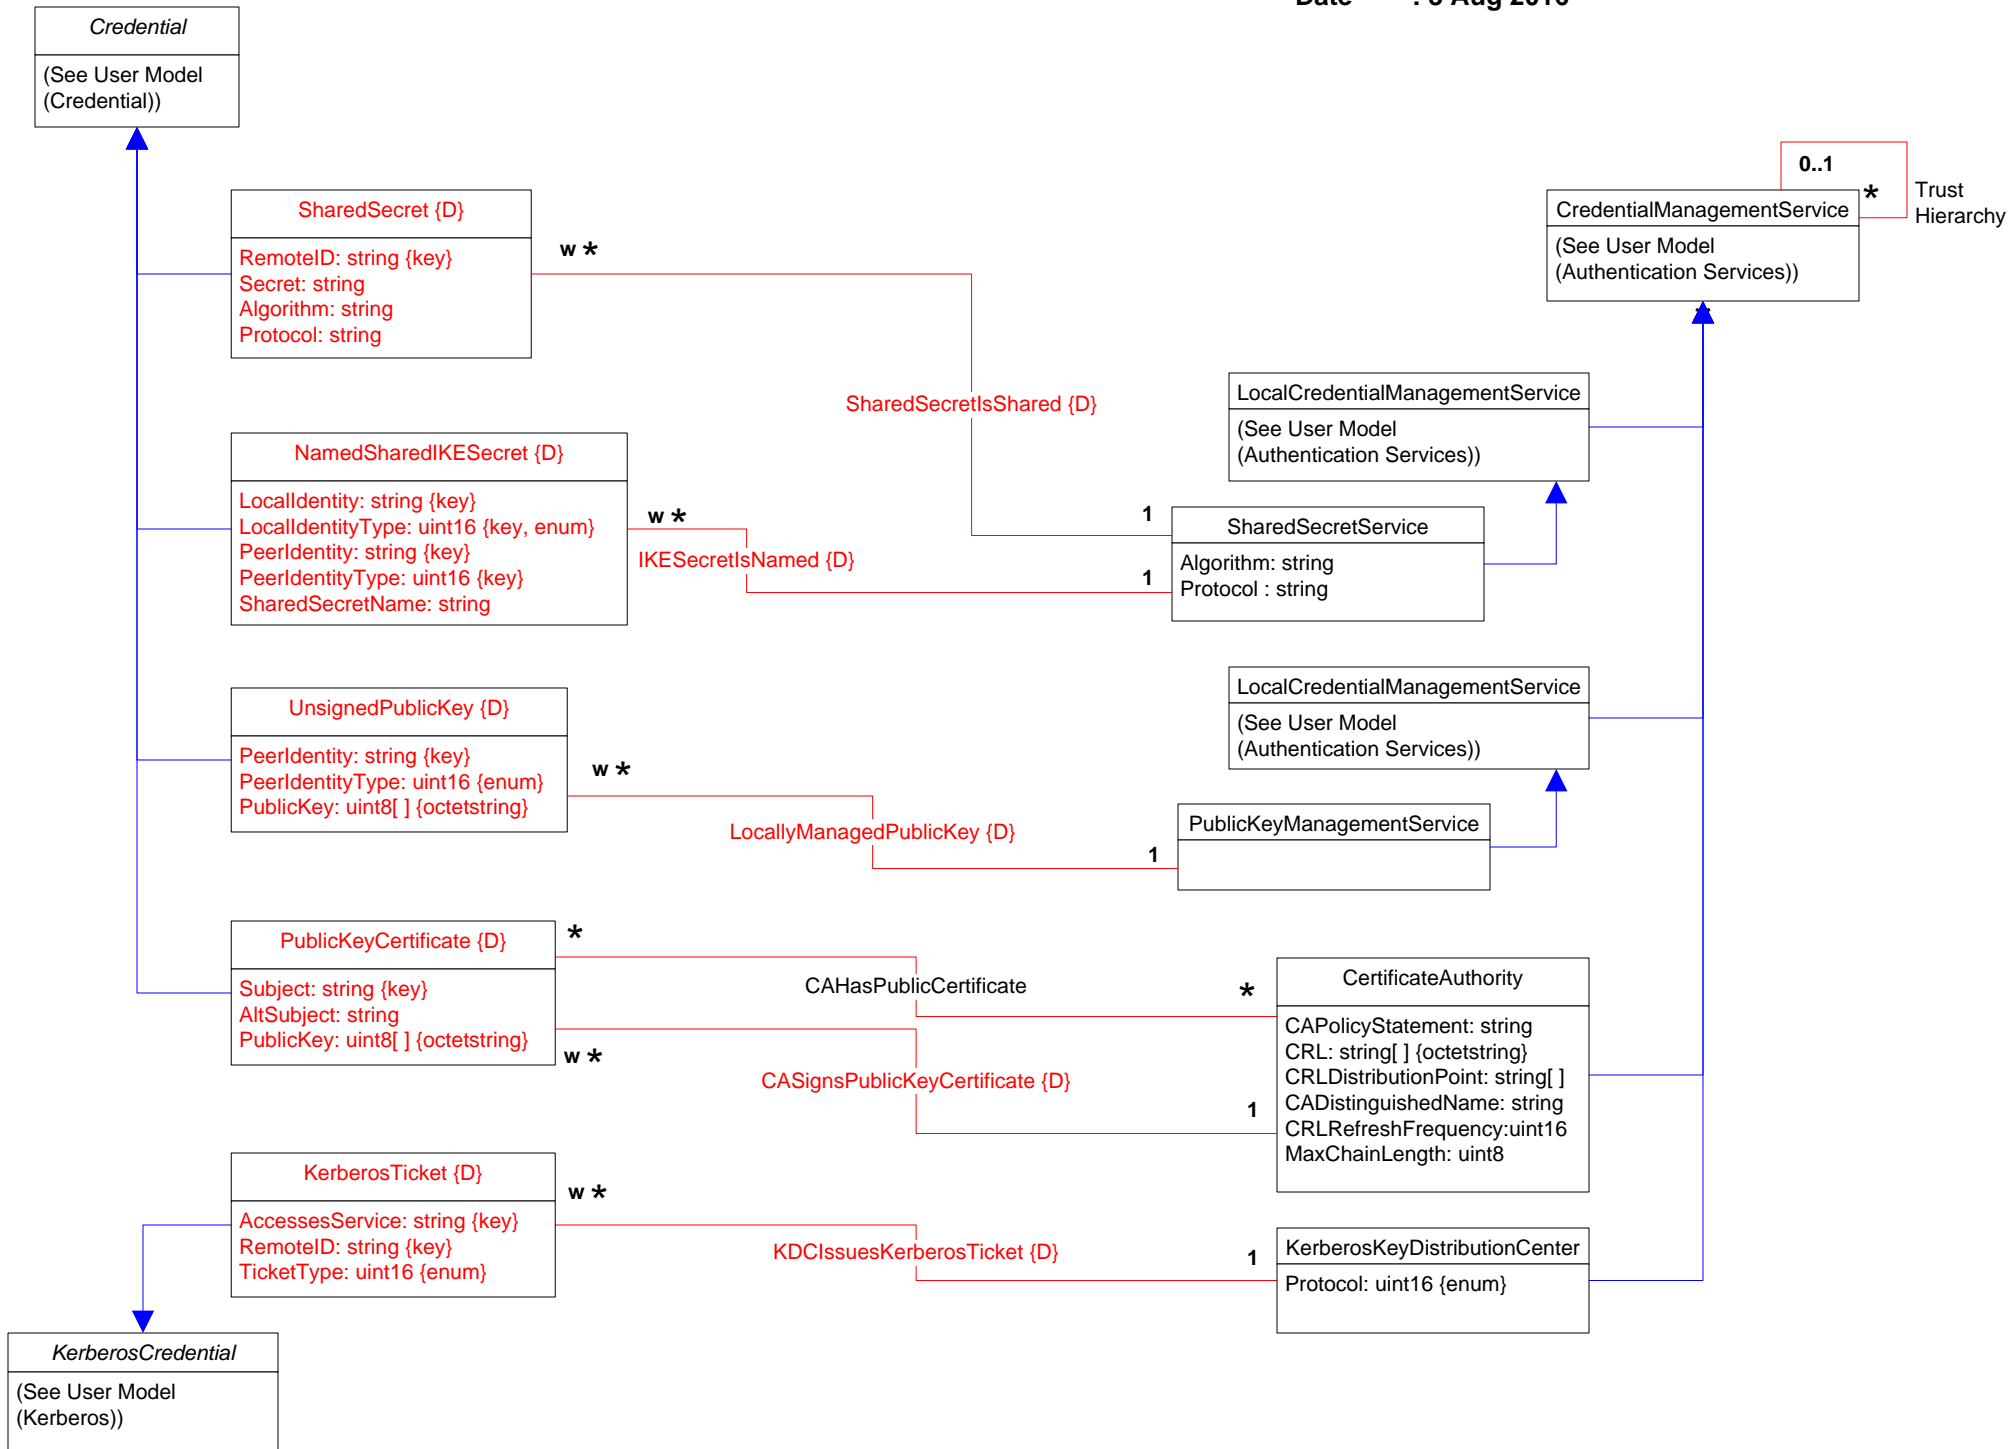 Date : 8 Aug 2016
Credential
(See User Model
(Credential))
SharedSecret {D}
RemoteID: string {key}
Secret: string
Algorithm: string
Protocol: string
w *
SharedSecretIsShared {D}
0..1
*
Trust
Hierarchy
CredentialManagementService
(See User Model
(Authentication Services))
LocalCredentialManagementService
(See User Model
(Authentication Services))
NamedSharedIKESecret {D}
LocalIdentity: string {key}
LocalIdentityType: uint16 {key, enum}
PeerIdentity: string {key}
PeerIdentityType: uint16 {key}
SharedSecretName: string
w *
IKESecretIsNamed {D}
1
1
SharedSecretService
Algorithm: string
Protocol : string
UnsignedPublicKey {D}
PeerIdentity: string {key}
PeerIdentityType: uint16 {enum}
PublicKey: uint8[ ] {octetstring}
w *
LocallyManagedPublicKey {D}
1
LocalCredentialManagementService
(See User Model
(Authentication Services))
PublicKeyManagementService
PublicKeyCertificate {D}
Subject: string {key}
AltSubject: string
PublicKey: uint8[ ] {octetstring}
*
CAHasPublicCertificate
*
w *
CASignsPublicKeyCertificate {D}
1
CertificateAuthority
CAPolicyStatement: string
CRL: string[ ] {octetstring}
CRLDistributionPoint: string[ ]
CADistinguishedName: string
CRLRefreshFrequency:uint16
MaxChainLength: uint8
KerberosTicket {D}
AccessesService: string {key}
RemoteID: string {key}
TicketType: uint16 {enum}
w *
KDCIssuesKerberosTicket {D}
1
KerberosKeyDistributionCenter
Protocol: uint16 {enum}
KerberosCredential
(See User Model
(Kerberos))